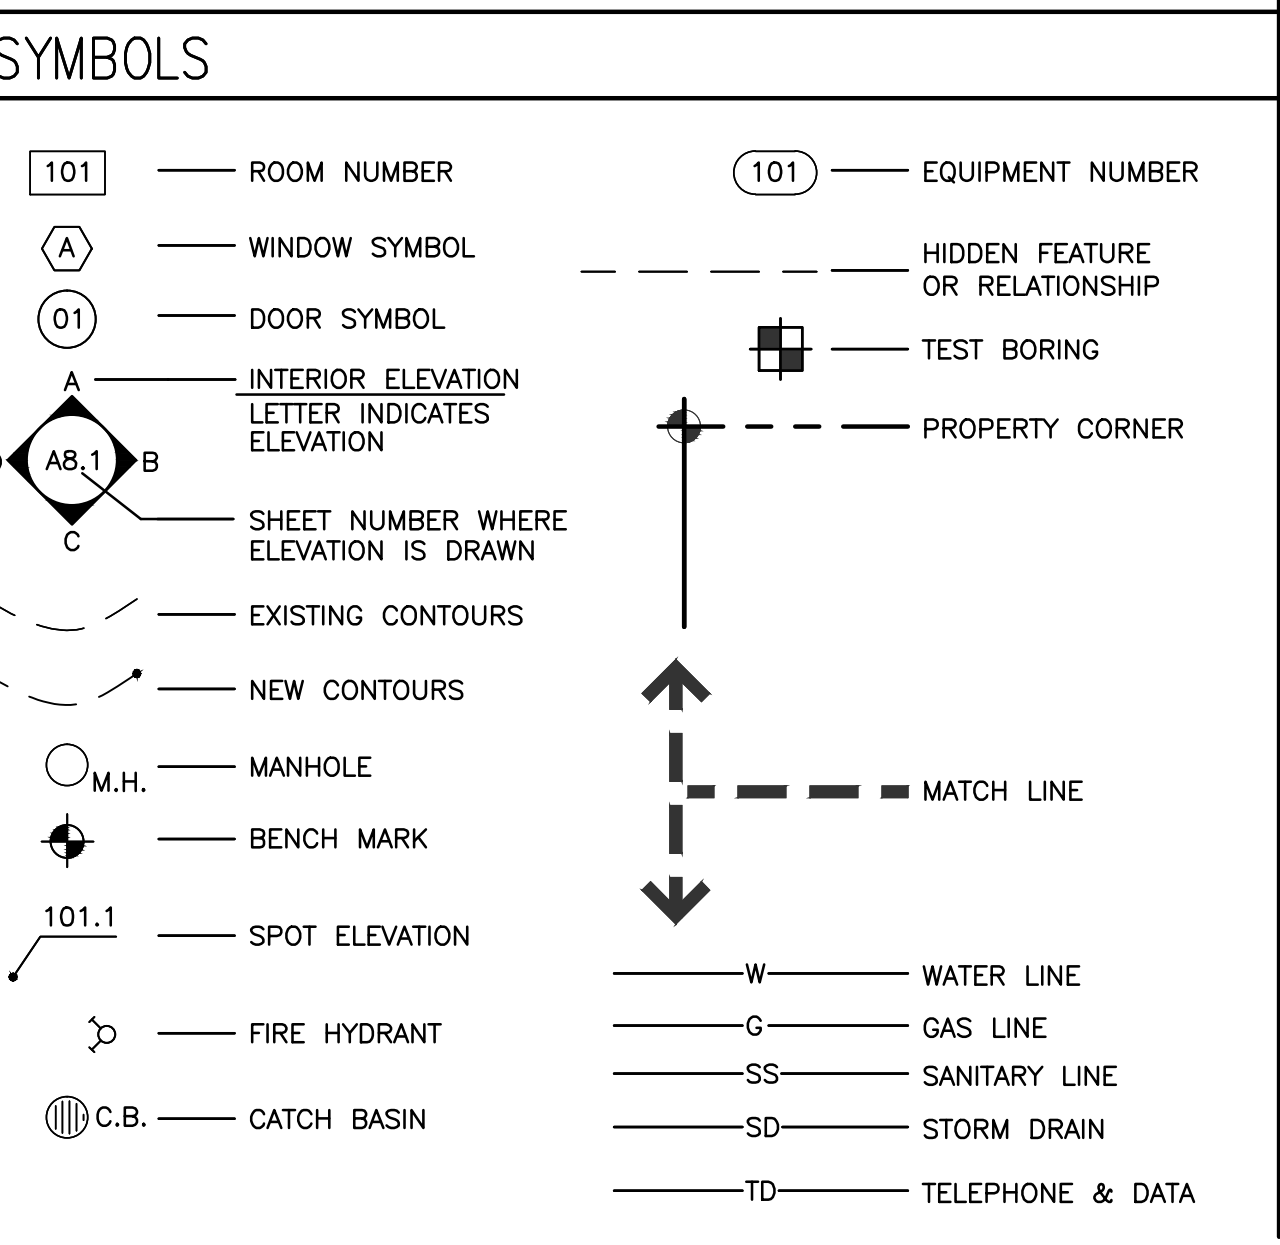 SYMBOLS
101 ROOM NUMBER
A WINDOW SYMBOL
01 DOOR SYMBOL
A INTERIOR ELEVATION
LETTER INDICATES
ELEVATION
A8.1 B
C
SHEET NUMBER WHERE
ELEVATION IS DRAWN
EXISTING CONTOURS
NEW CONTOURS
M.H. MANHOLE
BENCH MARK
101.1
SPOT ELEVATION
FIRE HYDRANT
C.B. CATCH BASIN
101 EQUIPMENT NUMBER
HIDDEN FEATURE
OR RELATIONSHIP
TEST BORING
PROPERTY CORNER
MATCH LINE
W WATER LINE
G GAS LINE
SS SANITARY LINE
SD STORM DRAIN
TD TELEPHONE & DATA